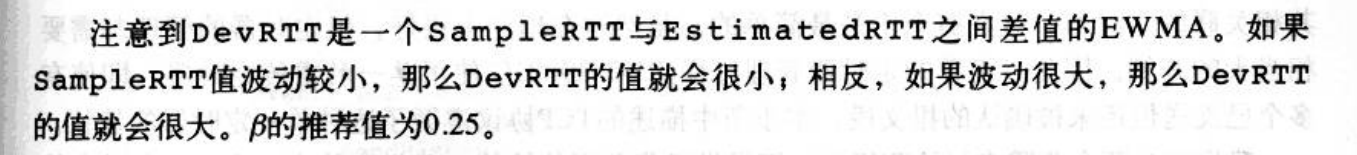 注意到DevRTT是一个SampleRTT与EstimatedRTT之间差值的EWMA。如果
SampleRTT值波动较小，那么DevRTT的值就会很小；相反，如果波动很大，那么DevRTT
的值就会很大。β的推荐值为0.25。